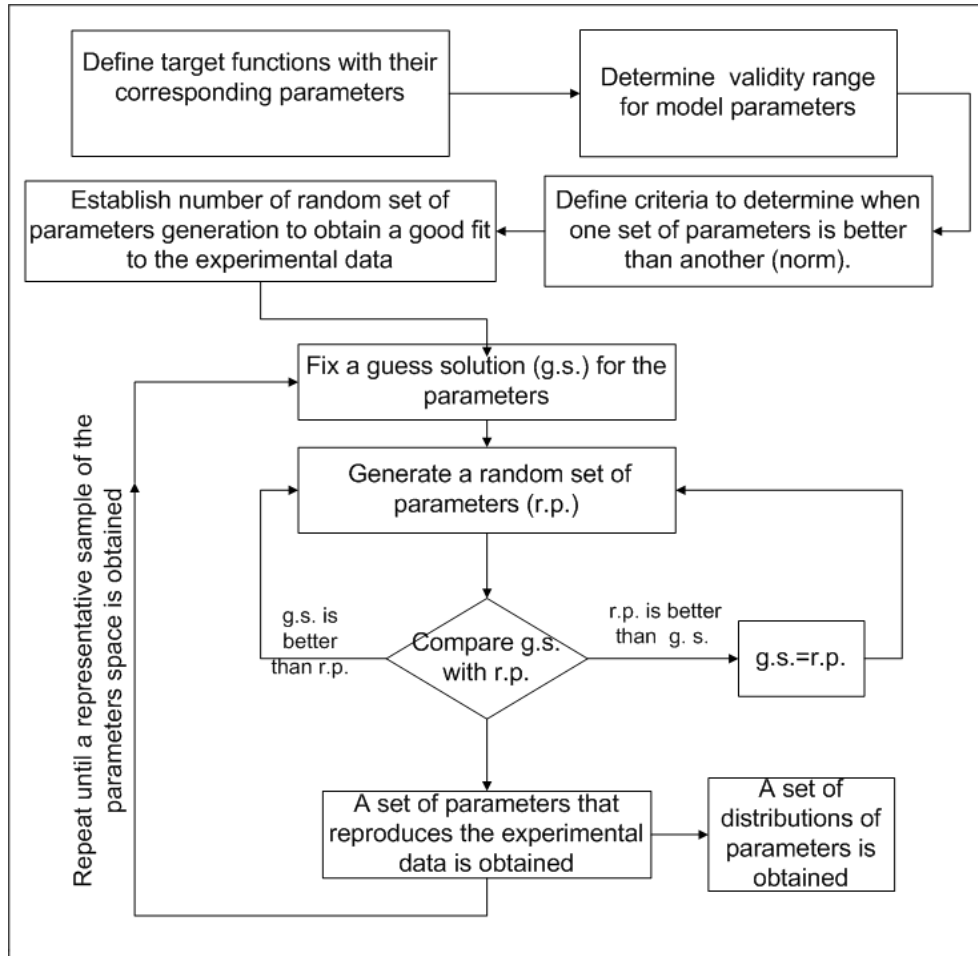 Define target functions with their
corresponding parameters
Determine  validity range
for model parameters
Define criteria to determine when
one set of parameters is better
than another (norm).
Establish number of random set of
parameters generation to obtain a good fit
to the experimental data
Fix a guess solution (g.s.) for the
parameters
Generate a random set of
parameters (r.p.)
Compare g.s.
with r.p.
g.s. is
better
than r.p.
r.p. is better
than  g. s.
g.s.=r.p.
A set of parameters that
reproduces the experimental
data is obtained
A set of
distributions of
parameters is
obtained
Repeat until a representative sample of the
parameters space is obtained